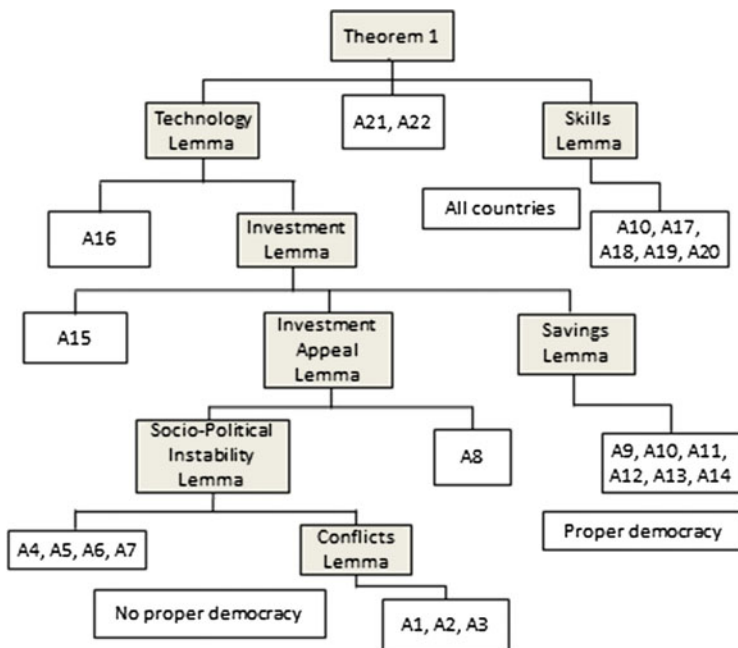 Theorem 1
Technology
Lemma
A21, A22
Skills
Lemma
A16
Investment
Lemma
All countries
A10, A17,
A18, A19, A20
A15
Investment
Appeal
Lemma
Savings
Lemma
Socio-Political
Instability
Lemma
A8
A9, A10, A11,
A12, A13, A14
A4, A5, A6, A7
Conflicts
Lemma
Proper democracy
No proper democracy
A1, A2, A3